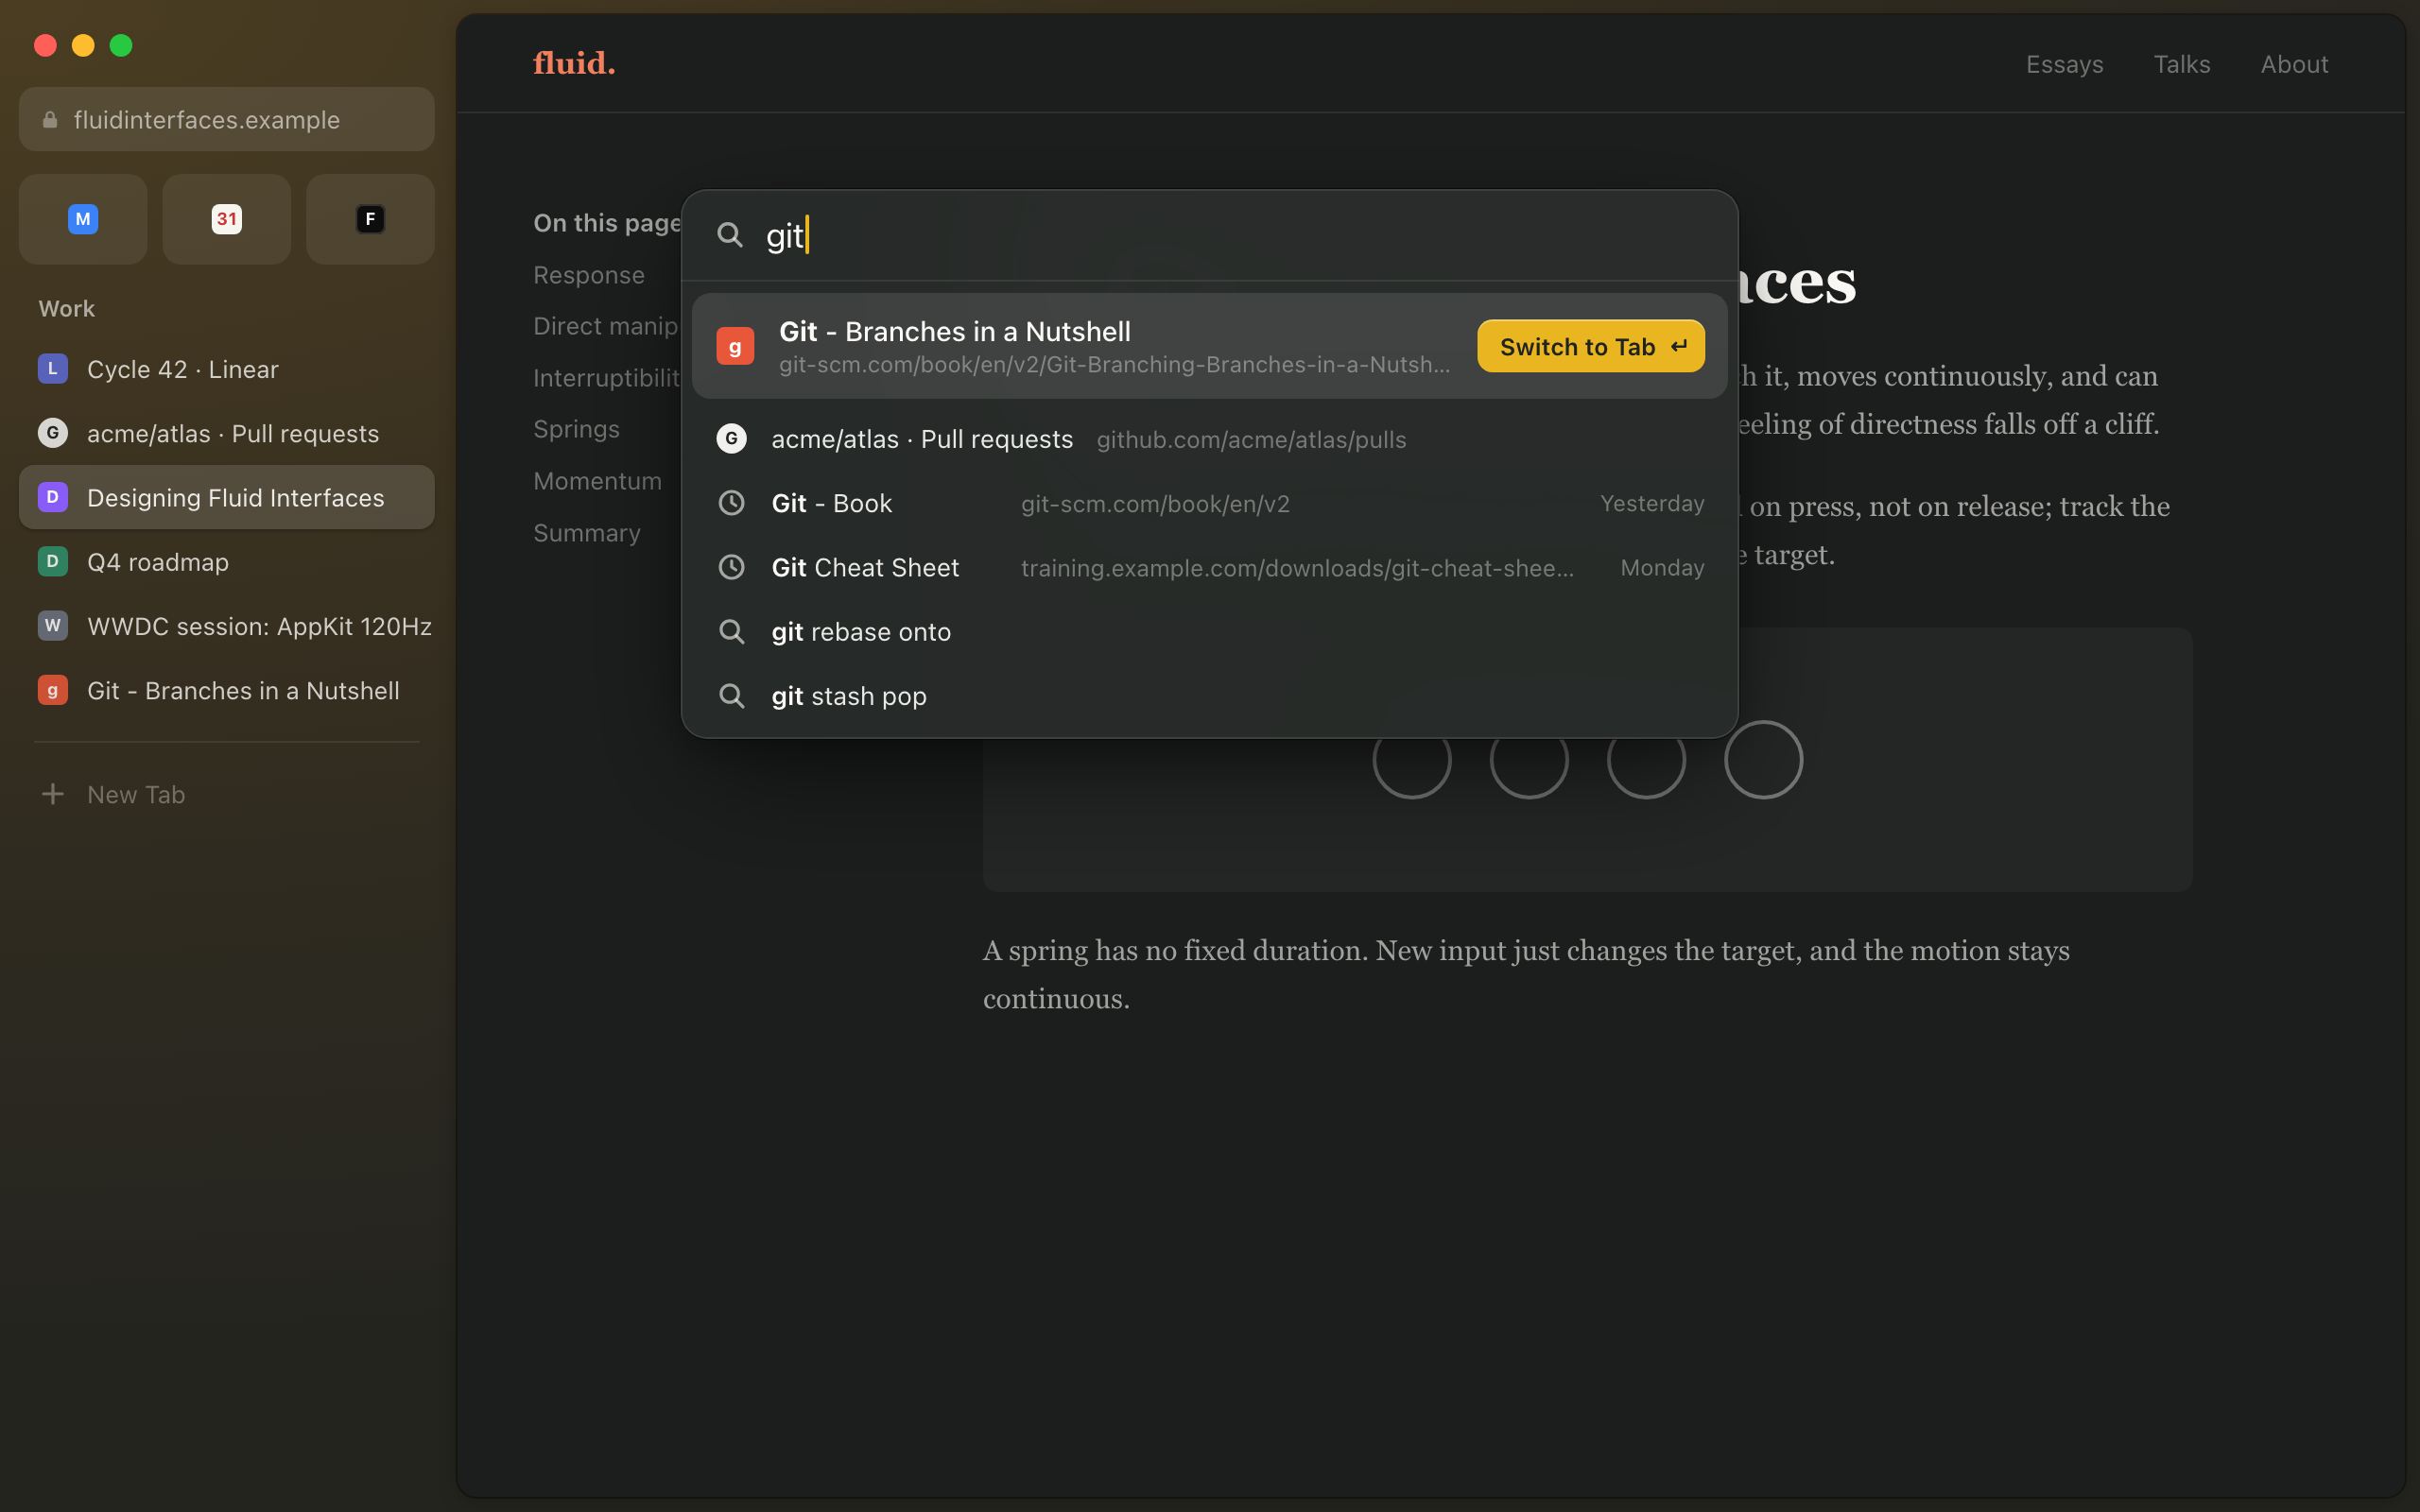 fluidinterfaces.example
M
31
F
Work
L Cycle 42 · Linear
G acme/atlas · Pull requests
D Designing Fluid Interfaces
D Q4 roadmap
W WWDC session: AppKit 120Hz
g Git - Branches in a Nutshell
New Tab
fluid.
Essays Talks About
On this page
Response
Direct manip
Interruptibilit
Springs
Momentum
Summary
git
g Git - Branches in a Nutshell
git-scm.com/book/en/v2/Git-Branching-Branches-in-a-Nutsh...
Switch to Tab ↵
G acme/atlas · Pull requests github.com/acme/atlas/pulls
Git - Book git-scm.com/book/en/v2 Yesterday
Git Cheat Sheet training.example.com/downloads/git-cheat-shee... Monday
git rebase onto
git stash pop
aces
h it, moves continuously, and can
eeling of directness falls off a cliff.
on press, not on release; track the
e target.
A spring has no fixed duration. New input just changes the target, and the motion stays
continuous.